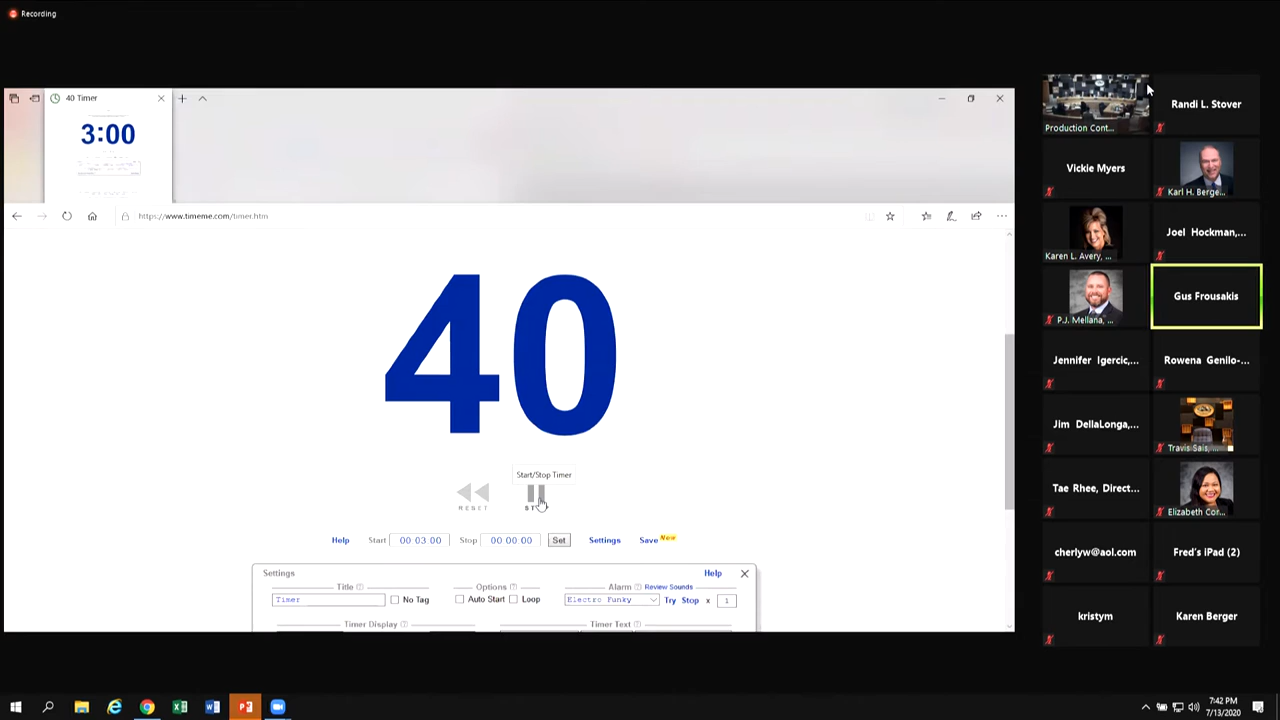 Recording
40 Timer
3:00
https://www.timeme.com/timer.htm
40
Start/Stop Timer
RESET
Help Start 00:03:00 Stop 00:00:00 Set Settings Save New
Settings Help
Title Options Alarm Review Sounds
Timer No Tag Auto Start Loop Electro Funky Try Stop x 1
Timer Display Timer Text
Production Cont...
Randi L. Stover
Vickie Myers
Karl H. Berge...
Karen L. Avery, ...
Joel Hockman,...
P.J. Mellana, ...
Gus Frousakis
Jennifer Igercic,...
Rowena Genilo-...
Jim DellaLonga,...
Travis Sais, ...
Tae Rhee, Direct...
Elizabeth Cor...
cherlyw@aol.com
Fred's iPad (2)
kristym
Karen Berger
7:42 PM
7/13/2020